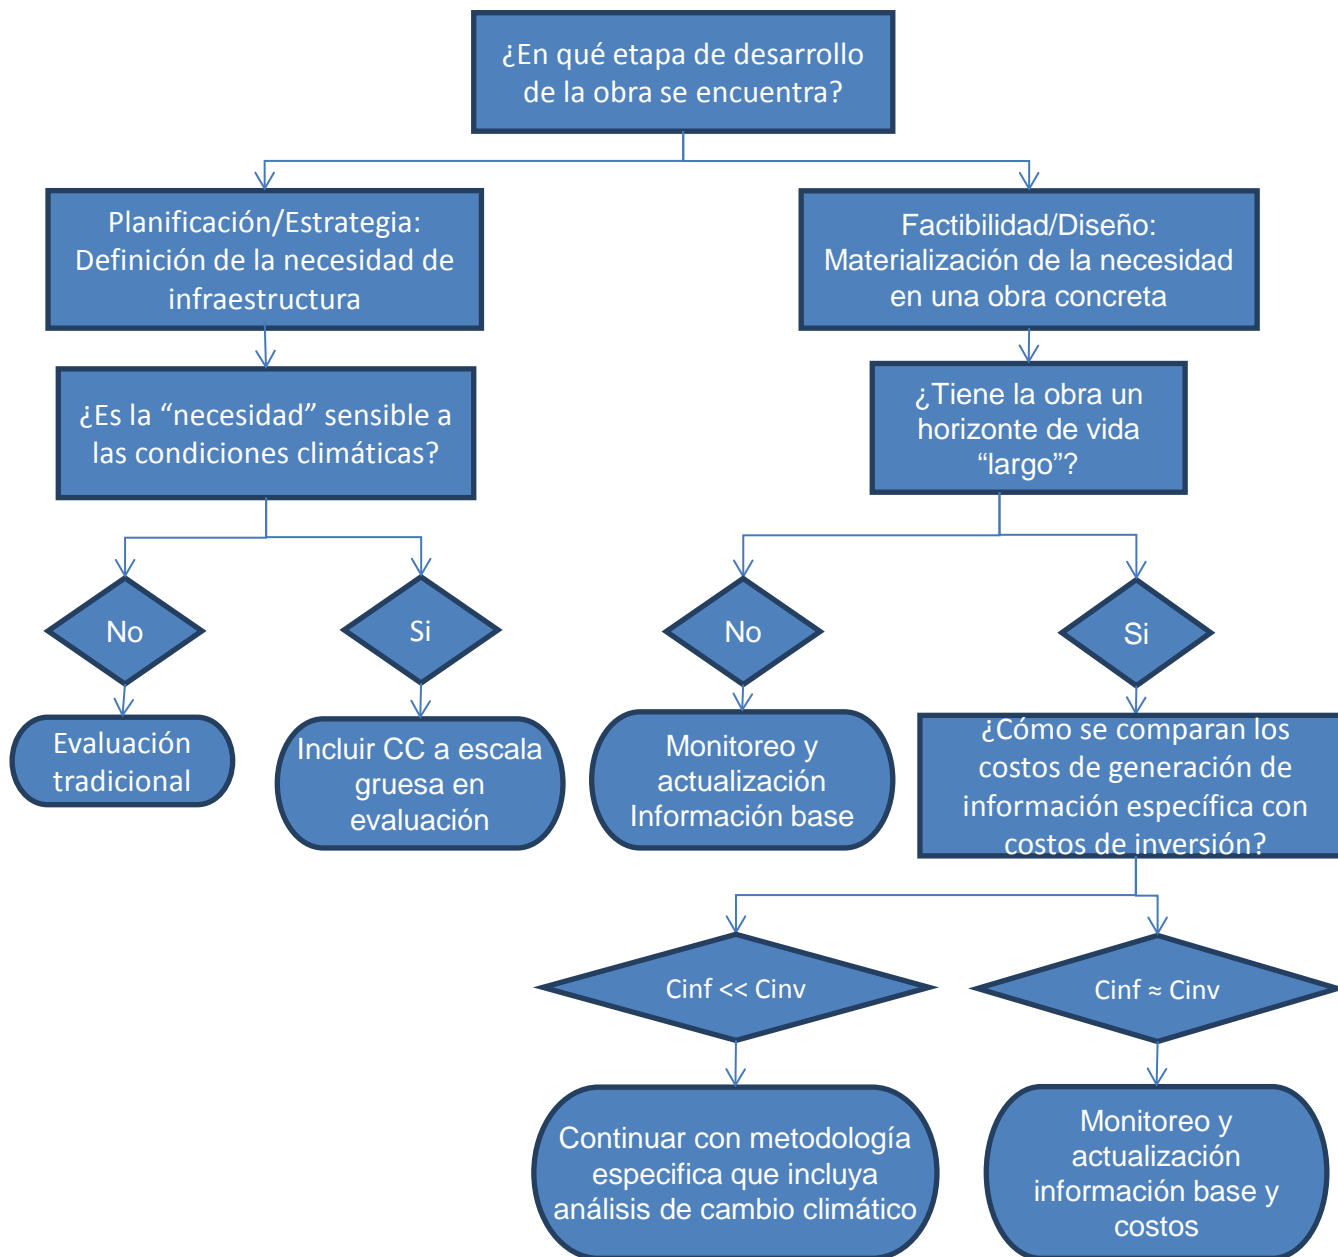 ¿En qué etapa de desarrollo
de la obra se encuentra?
Planificación/Estrategia:
Definición de la necesidad de
infraestructura
Factibilidad/Diseño:
Materialización de la necesidad
en una obra concreta
¿Es la “necesidad” sensible a
las condiciones climáticas?
¿Tiene la obra un
horizonte de vida
“largo”?
No
Si
No
Si
Evaluación
tradicional
Incluir CC a escala
gruesa en
evaluación
Monitoreo y
actualización
Información base
¿Cómo se comparan los
costos de generación de
información específica con
costos de inversión?
Cinf << Cinv
Cinf ≈ Cinv
Continuar con metodología
especifica que incluya
análisis de cambio climático
Monitoreo y
actualización
información base y
costos